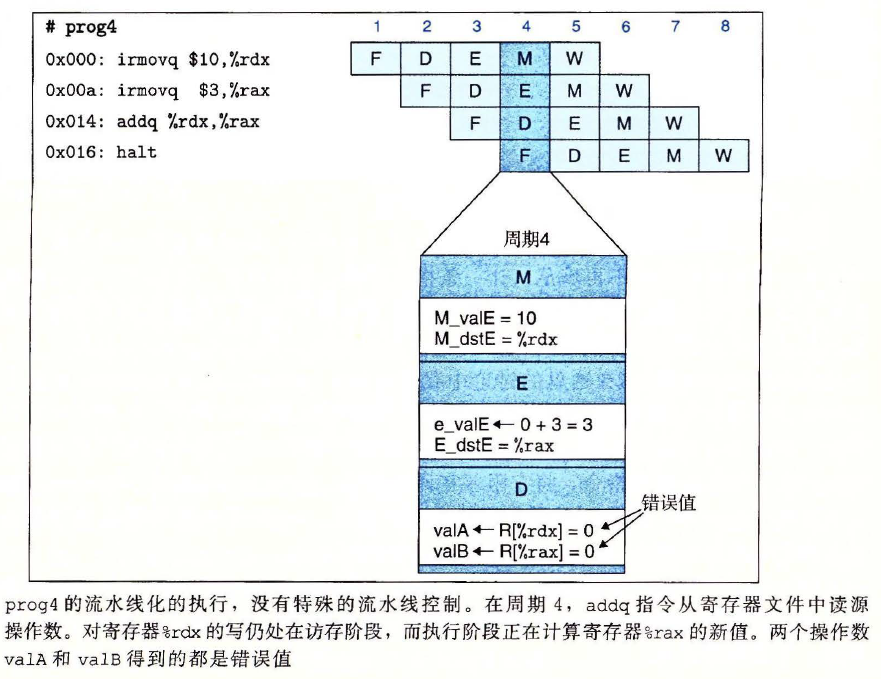 # prog4
1 2 3 4 5 6 7 8
0x000: irmovq $10,%rdx F D E M W
0x00a: irmovq $3,%rax F D E M W
0x014: addq %rdx,%rax F D E M W
0x016: halt F D E M W
周期4
M
M_valE = 10
M_dstE = %rdx
E
e_valE ← 0 + 3 = 3
E_dstE = %rax
D
错误值
valA ← R[%rdx] = 0
valB ← R[%rax] = 0
prog4 的流水线化的执行，没有特殊的流水线控制。在周期 4，addq 指令从寄存器文件中读源
操作数。对寄存器%rdx 的写仍处在访存阶段，而执行阶段正在计算寄存器%rax 的新值。两个操作数
valA 和 valB 得到的都是错误值